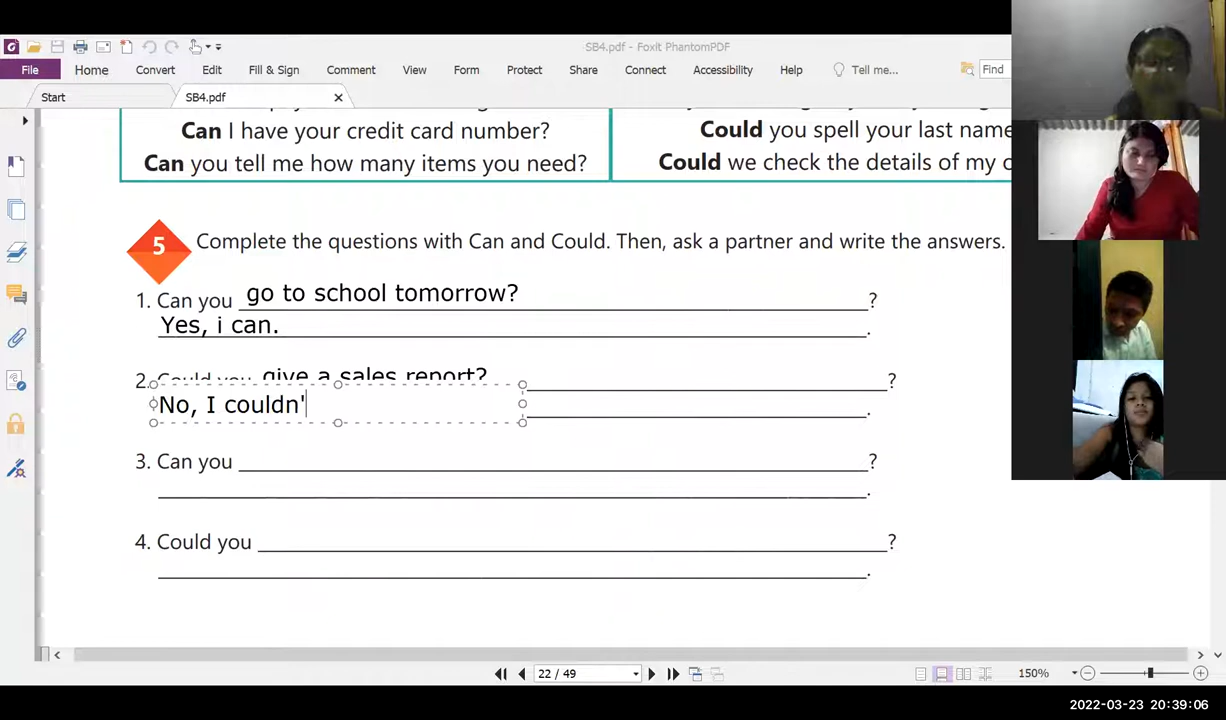 SB4.pdf - Foxit PhantomPDF
File Home Convert Edit Fill & Sign Comment View Form Protect Share Connect Accessibility Help Tell me... Find
Start SB4.pdf
Can I have your credit card number?
Could you spell your last name
Can you tell me how many items you need?
Could we check the details of my
5 Complete the questions with Can and Could. Then, ask a partner and write the answers.
1. Can you go to school tomorrow? ?
Yes, i can. .
2. Could you give a sales report? ?
No, I couldn' .
3. Can you ?
.
4. Could you ?
.
22 / 49
150%
2022-03-23 20:39:06